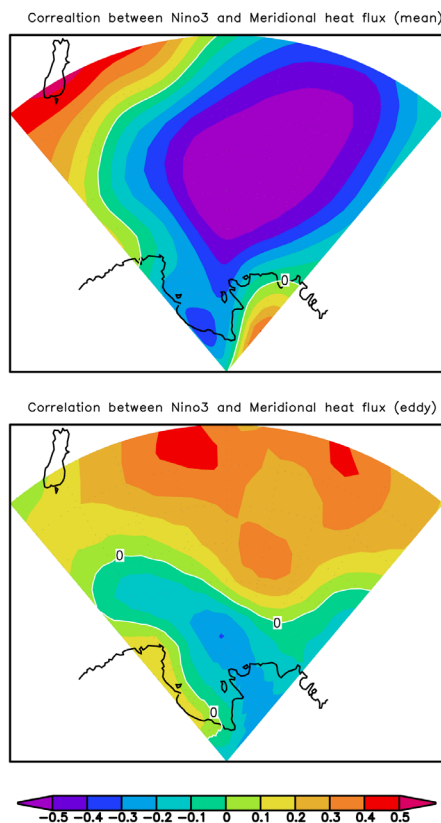 Correaltion between Nino3 and Meridional heat flux (mean)
0
Correlation between Nino3 and Meridional heat flux (eddy)
0
0
0
-0.5 -0.4 -0.3 -0.2 -0.1 0 0.1 0.2 0.3 0.4 0.5